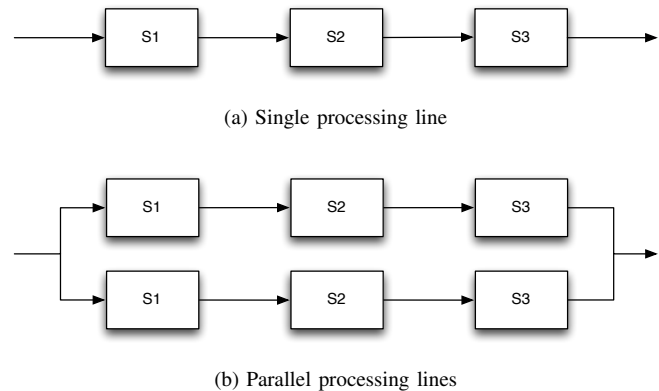 S1 S2 S3
(a) Single processing line
S1 S2 S3
S1 S2 S3
(b) Parallel processing lines